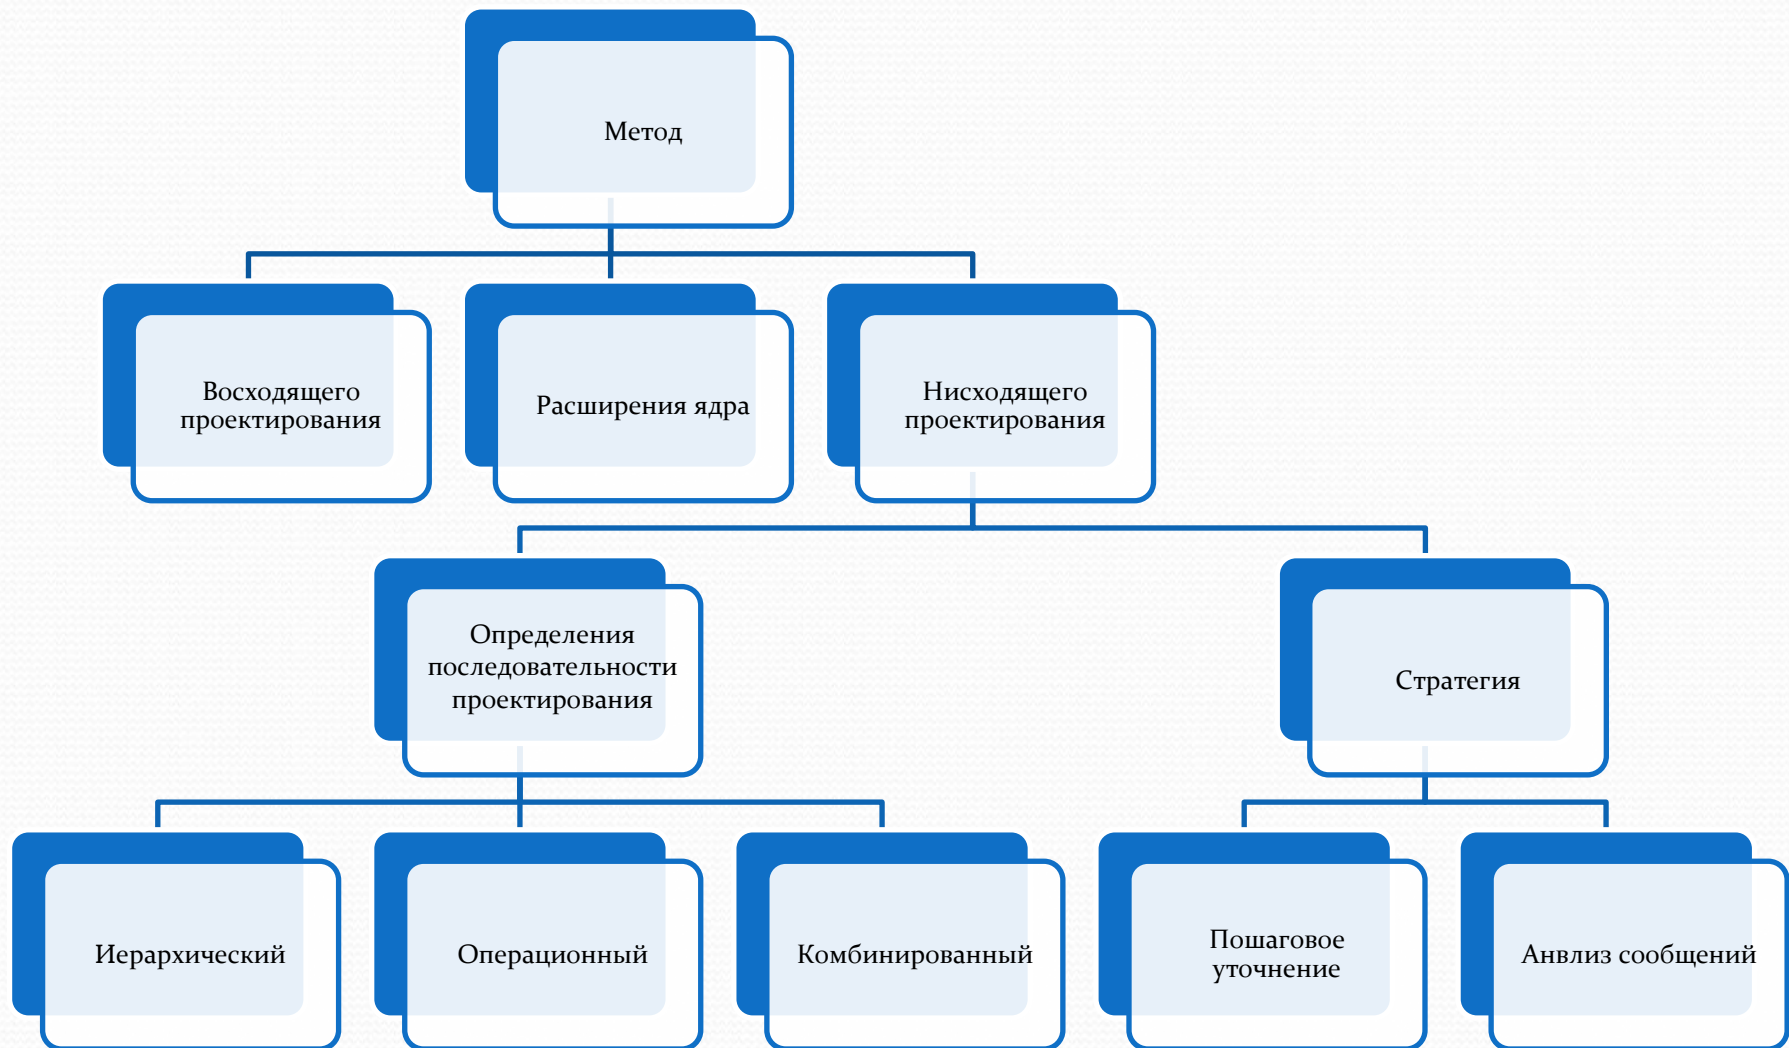 Метод
Восходящего
проектирования
Расширения ядра
Нисходящего
проектирования
Определения
последовательности
проектирования
Стратегия
Иерархический
Операционный
Комбинированный
Пошаговое
уточнение
Анвлиз сообщений